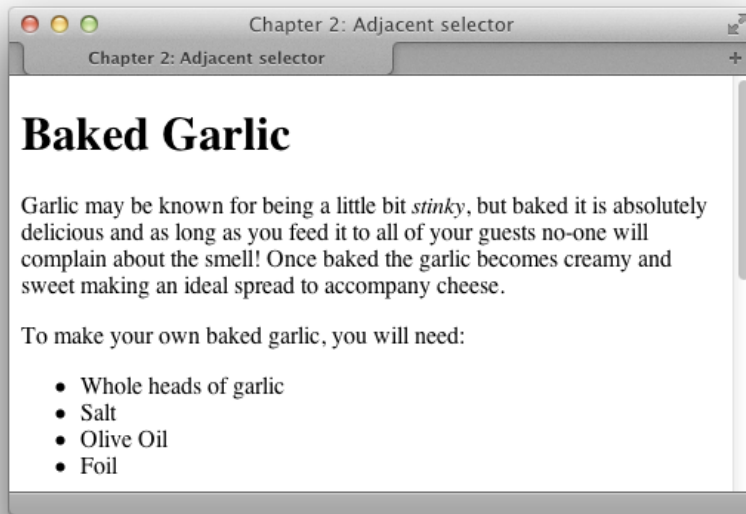 Chapter 2: Adjacent selector
Chapter 2: Adjacent selector
Baked Garlic
Garlic may be known for being a little bit stinky, but baked it is absolutely
delicious and as long as you feed it to all of your guests no-one will
complain about the smell! Once baked the garlic becomes creamy and
sweet making an ideal spread to accompany cheese.
To make your own baked garlic, you will need:
• Whole heads of garlic
• Salt
• Olive Oil
• Foil